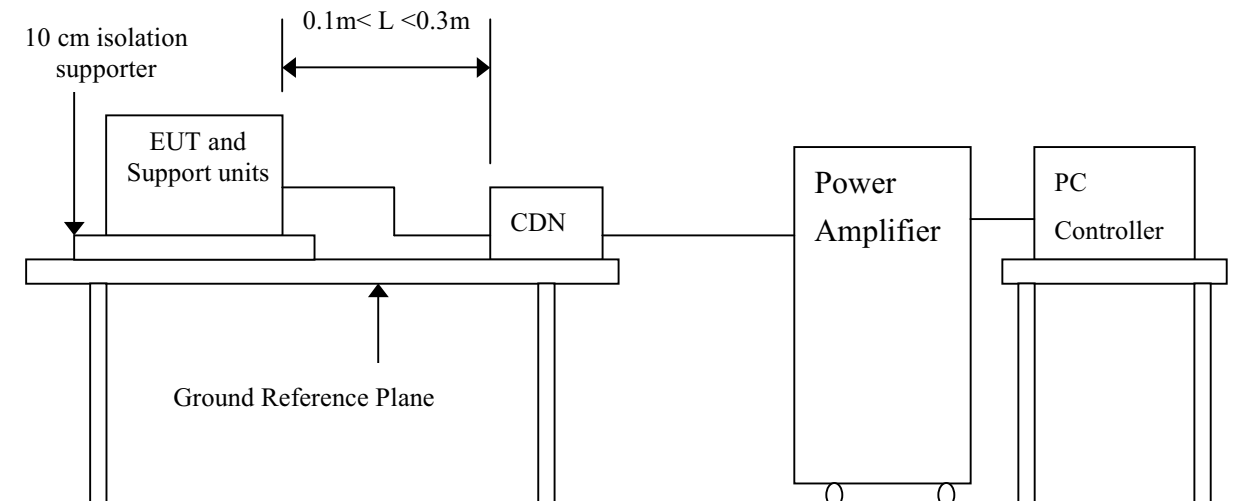 0.1m< L <0.3m
10 cm isolation
supporter
EUT and
Support units
CDN
Power
Amplifier
PC
Controller
Ground Reference Plane